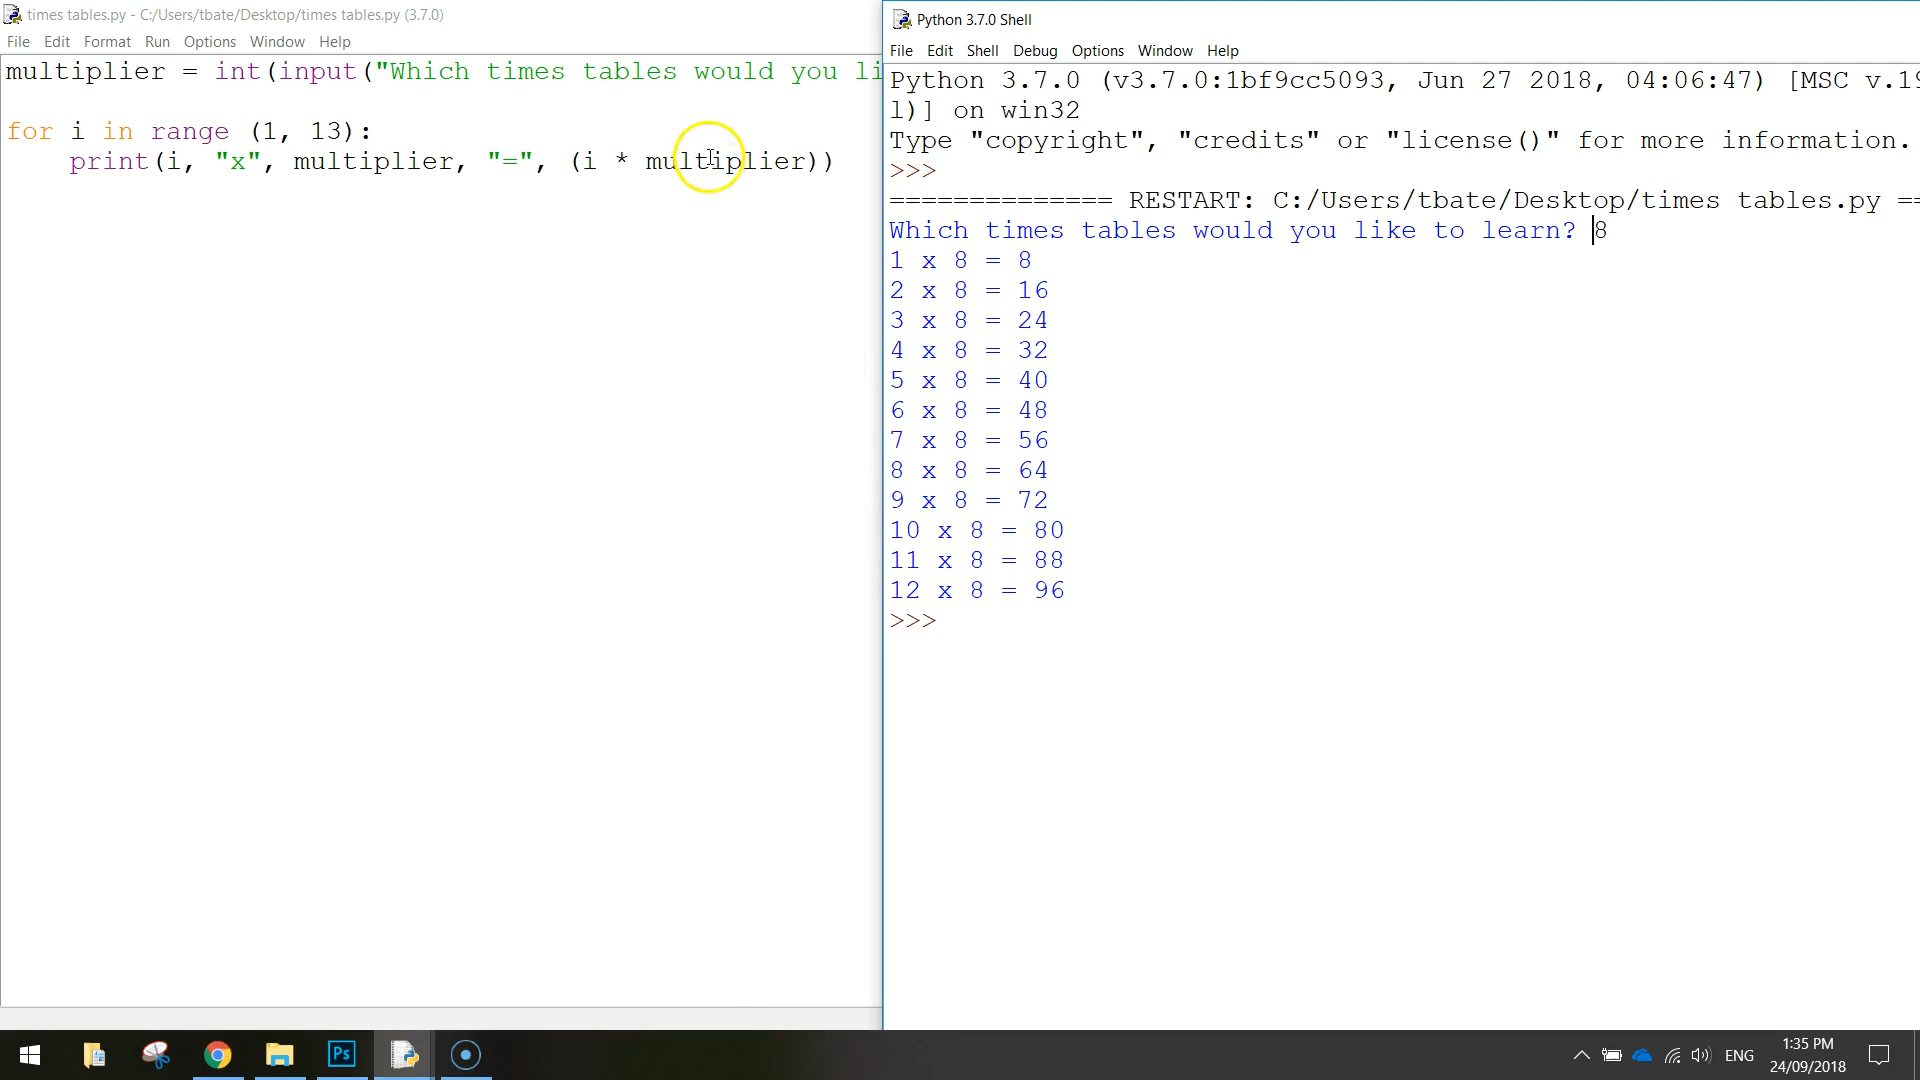 times tables.py - C:/Users/tbate/Desktop/times tables.py (3.7.0)
File Edit Format Run Options Window Help
multiplier = int(input("Which times tables would you li
for i in range (1, 13):
    print(i, "x", multiplier, "=", (i * multiplier))
Python 3.7.0 Shell
File Edit Shell Debug Options Window Help
Python 3.7.0 (v3.7.0:1bf9cc5093, Jun 27 2018, 04:06:47) [MSC v.19
l)] on win32
Type "copyright", "credits" or "license()" for more information.
>>>
============== RESTART: C:/Users/tbate/Desktop/times tables.py ==
Which times tables would you like to learn? 8
1 x 8 = 8
2 x 8 = 16
3 x 8 = 24
4 x 8 = 32
5 x 8 = 40
6 x 8 = 48
7 x 8 = 56
8 x 8 = 64
9 x 8 = 72
10 x 8 = 80
11 x 8 = 88
12 x 8 = 96
>>>
Ps
ENG
1:35 PM
24/09/2018